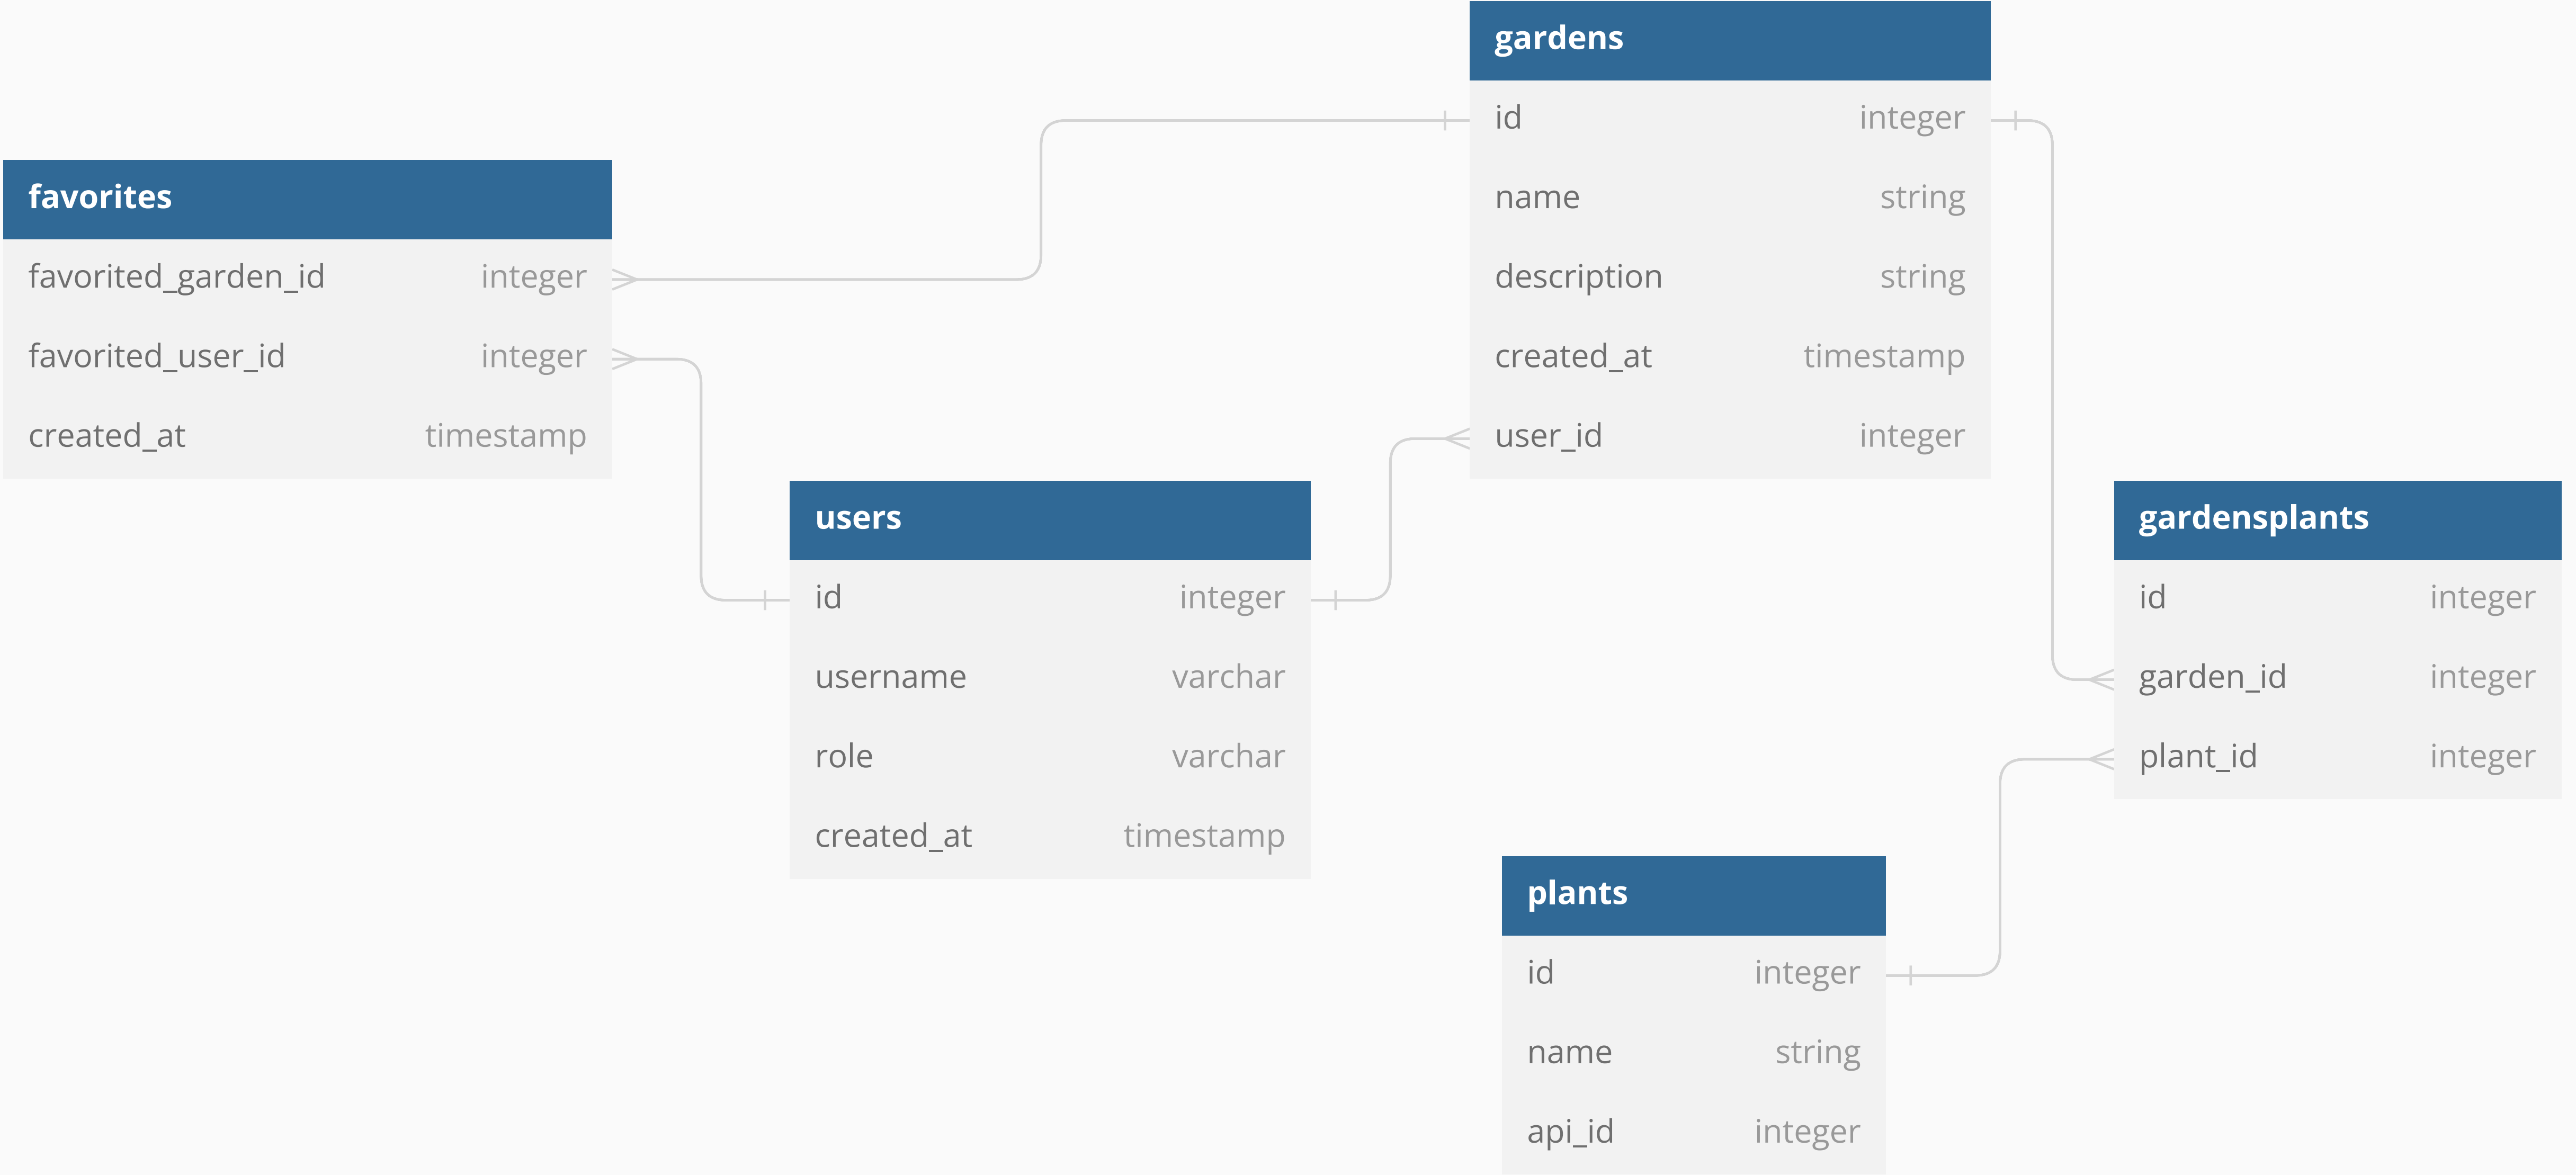 favorites
favorited_garden_id integer
favorited_user_id integer
created_at timestamp
users
id integer
username varchar
role varchar
created_at timestamp
gardens
id integer
name string
description string
created_at timestamp
user_id integer
plants
id integer
name string
api_id integer
gardensplants
id integer
garden_id integer
plant_id integer